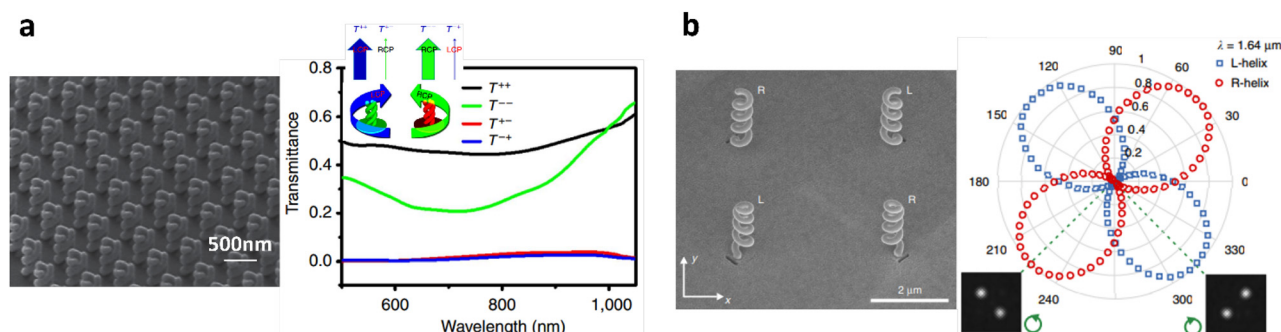 a
T⁺⁺
T⁻⁻
RCP
RCP
LCP
500nm
Transmittance
0.8
0.6
0.4
0.2
0.0
T⁺⁺
T⁻⁻
T⁺⁻
T⁻⁺
600
800
1,000
Wavelength (nm)
b
R
L
L
R
y
x
2 μm
λ = 1.64 μm
L-helix
R-helix
90
120
60
150
30
180
0
210
330
240
300
1
0.8
0.6
0.4
0.2